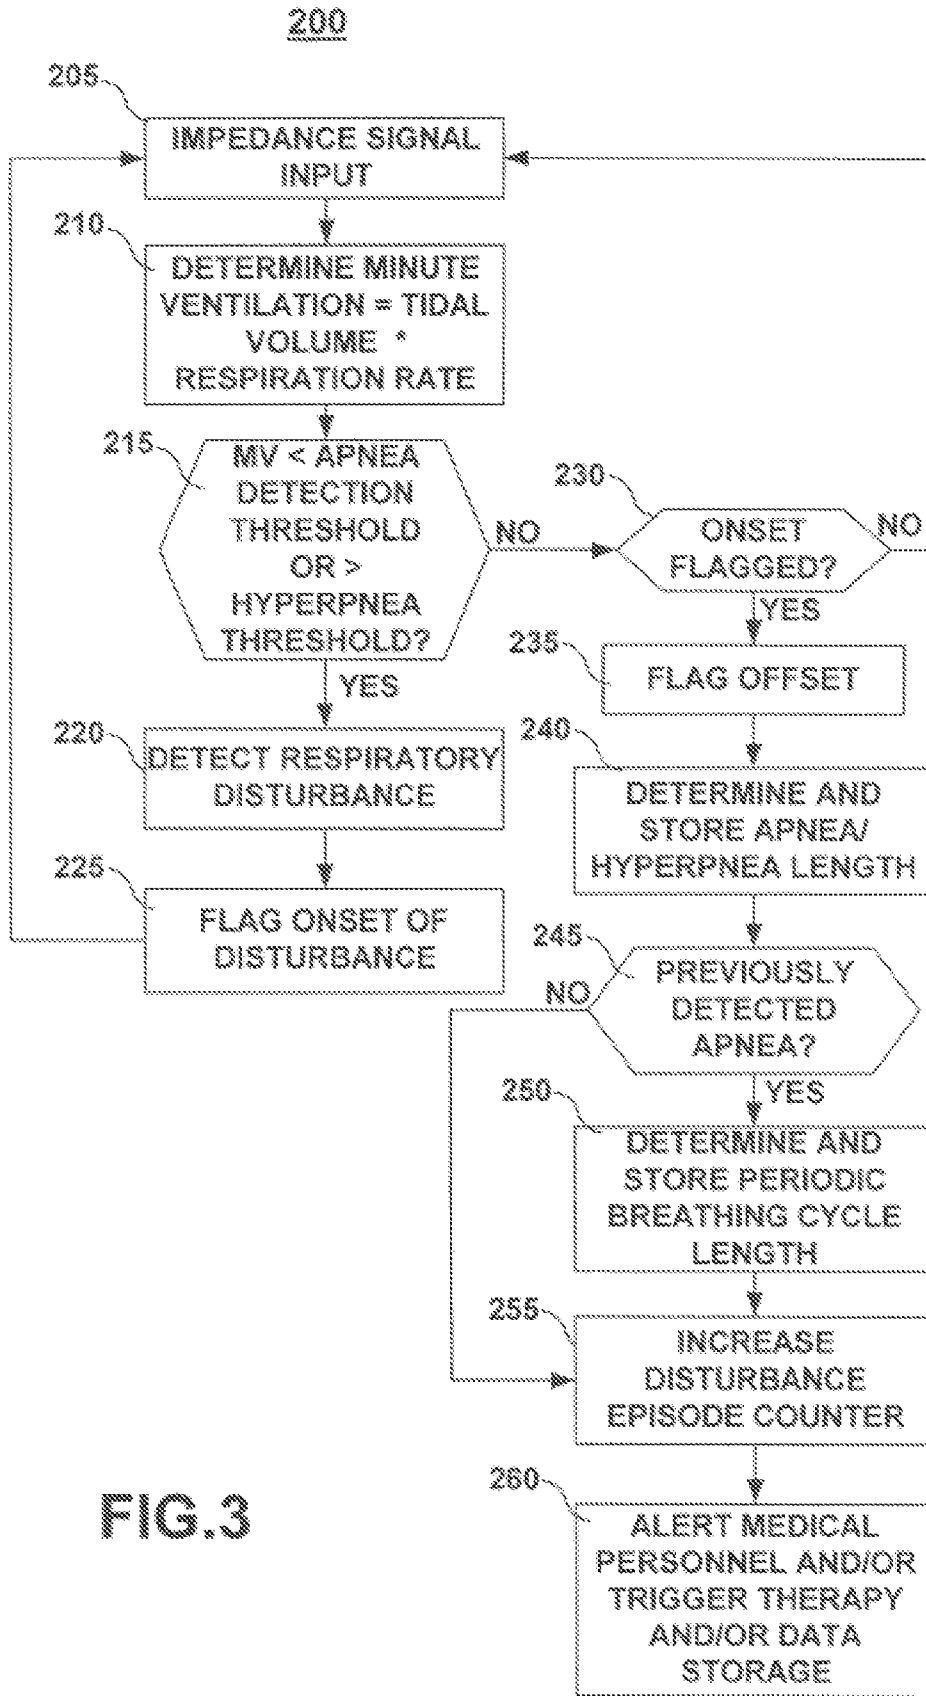 200
205
IMPEDANCE SIGNAL
INPUT
210
DETERMINE MINUTE
VENTILATION = TIDAL
VOLUME *
RESPIRATION RATE
215
MV < APNEA
DETECTION
THRESHOLD
OR >
HYPERPNEA
THRESHOLD?
NO
YES
220
DETECT RESPIRATORY
DISTURBANCE
225
FLAG ONSET OF
DISTURBANCE
230
ONSET
FLAGGED?
NO
YES
235
FLAG OFFSET
240
DETERMINE AND
STORE APNEA/
HYPERPNEA LENGTH
245
PREVIOUSLY
DETECTED
APNEA?
NO
YES
250
DETERMINE AND
STORE PERIODIC
BREATHING CYCLE
LENGTH
255
INCREASE
DISTURBANCE
EPISODE COUNTER
260
ALERT MEDICAL
PERSONNEL AND/OR
TRIGGER THERAPY
AND/OR DATA
STORAGE
FIG.3